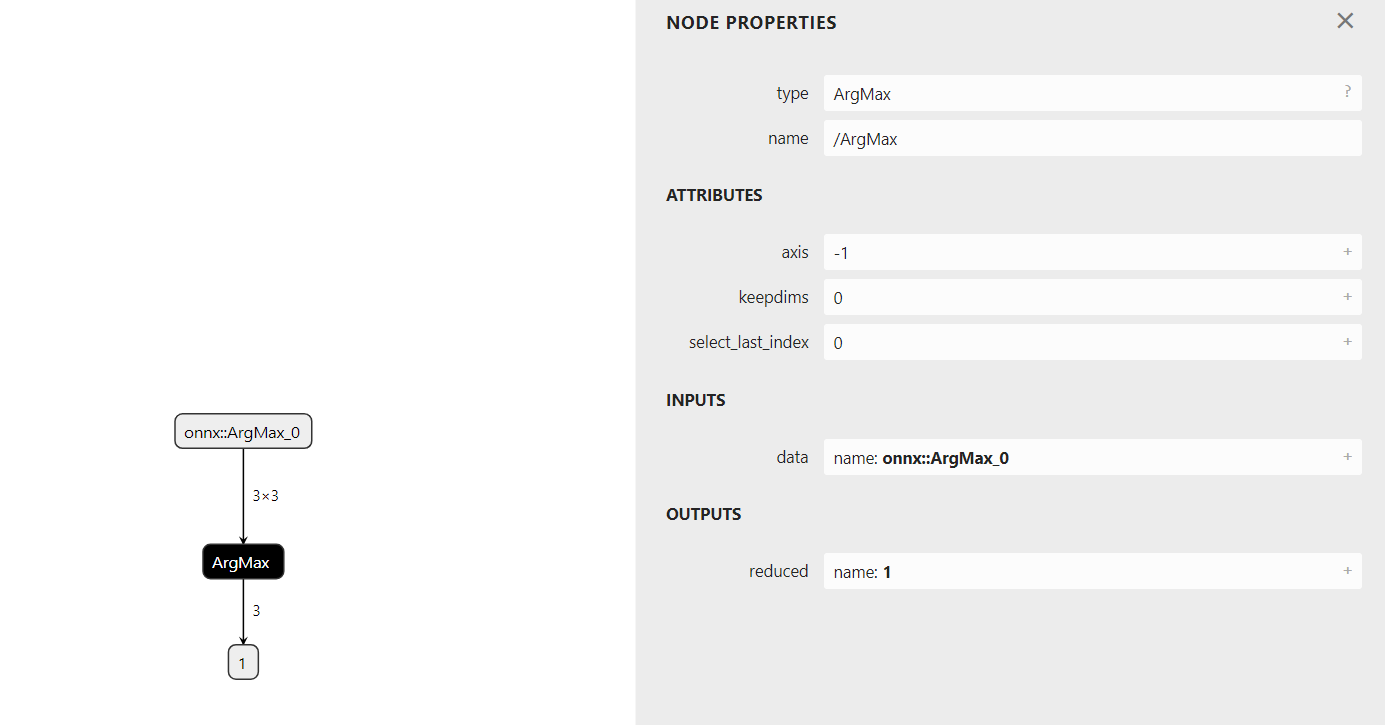 onnx::ArgMax_0
3×3
ArgMax
3
1
NODE PROPERTIES
×
type ArgMax ?
name /ArgMax
ATTRIBUTES
axis -1 +
keepdims 0 +
select_last_index 0 +
INPUTS
data name: onnx::ArgMax_0 +
OUTPUTS
reduced name: 1 +